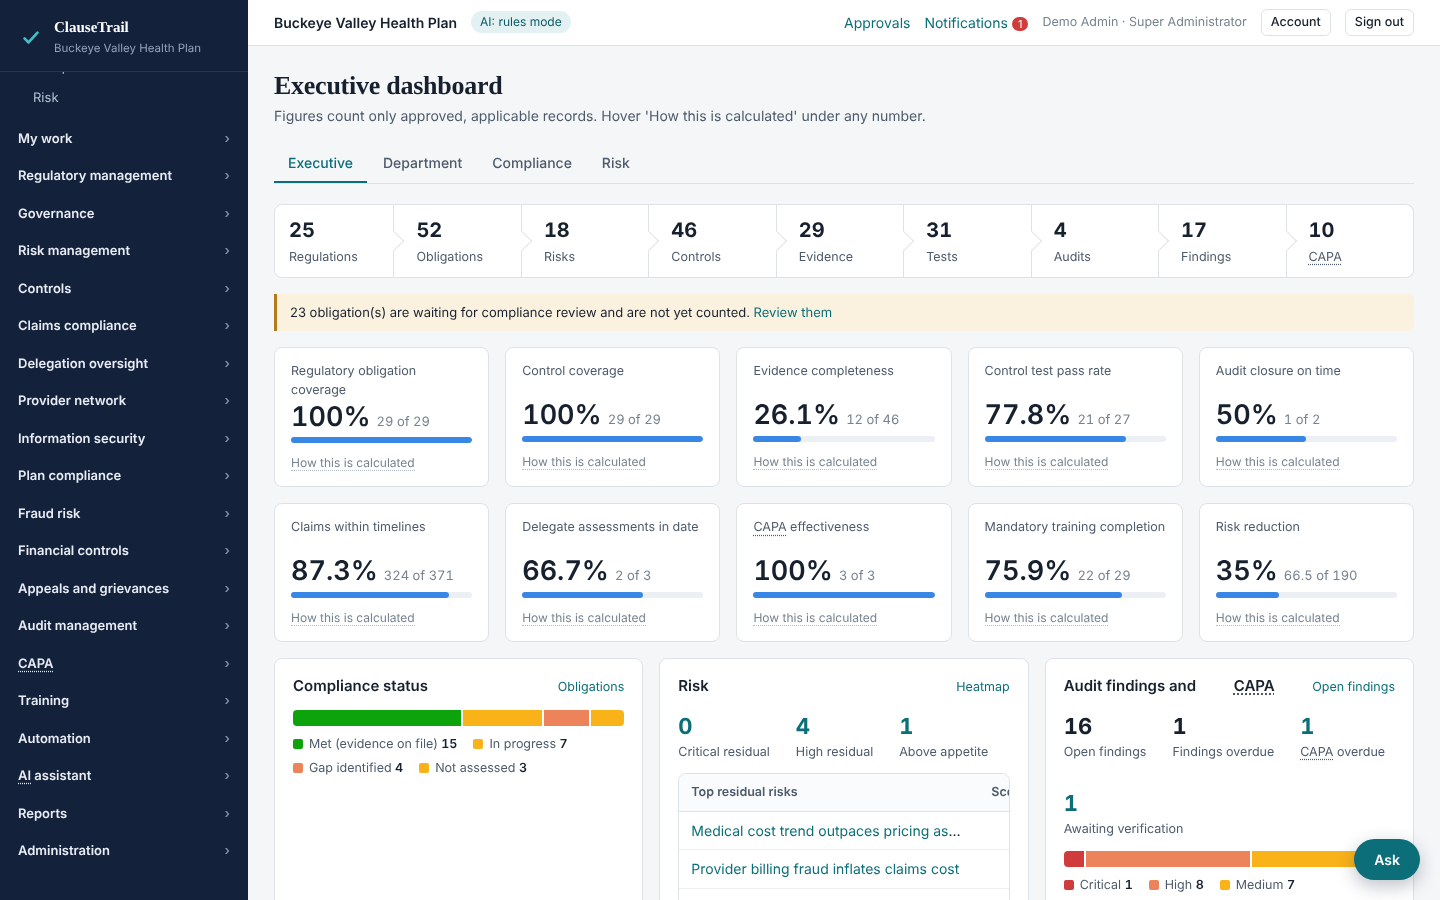 ClauseTrail
Buckeye Valley Health Plan
Risk
My work
Regulatory management
Governance
Risk management
Controls
Claims compliance
Delegation oversight
Provider network
Information security
Plan compliance
Fraud risk
Financial controls
Appeals and grievances
Audit management
CAPA
Training
Automation
AI assistant
Reports
Administration
Buckeye Valley Health Plan
AI: rules mode
Approvals
Notifications 1
Demo Admin · Super Administrator
Account
Sign out
Executive dashboard
Figures count only approved, applicable records. Hover 'How this is calculated' under any number.
Executive
Department
Compliance
Risk
25
Regulations
52
Obligations
18
Risks
46
Controls
29
Evidence
31
Tests
4
Audits
17
Findings
10
CAPA
23 obligation(s) are waiting for compliance review and are not yet counted. Review them
Regulatory obligation
coverage
100% 29 of 29
How this is calculated
Control coverage
100% 29 of 29
How this is calculated
Evidence completeness
26.1% 12 of 46
How this is calculated
Control test pass rate
77.8% 21 of 27
How this is calculated
Audit closure on time
50% 1 of 2
How this is calculated
Claims within timelines
87.3% 324 of 371
How this is calculated
Delegate assessments in date
66.7% 2 of 3
How this is calculated
CAPA effectiveness
100% 3 of 3
How this is calculated
Mandatory training completion
75.9% 22 of 29
How this is calculated
Risk reduction
35% 66.5 of 190
How this is calculated
Compliance status
Obligations
Met (evidence on file) 15
In progress 7
Gap identified 4
Not assessed 3
Risk
Heatmap
0
Critical residual
4
High residual
1
Above appetite
Top residual risks
Medical cost trend outpaces pricing as...
Provider billing fraud inflates claims cost
Audit findings and CAPA
Open findings
16
Open findings
1
Findings overdue
1
CAPA overdue
1
Awaiting verification
Critical 1
High 8
Medium 7
Ask